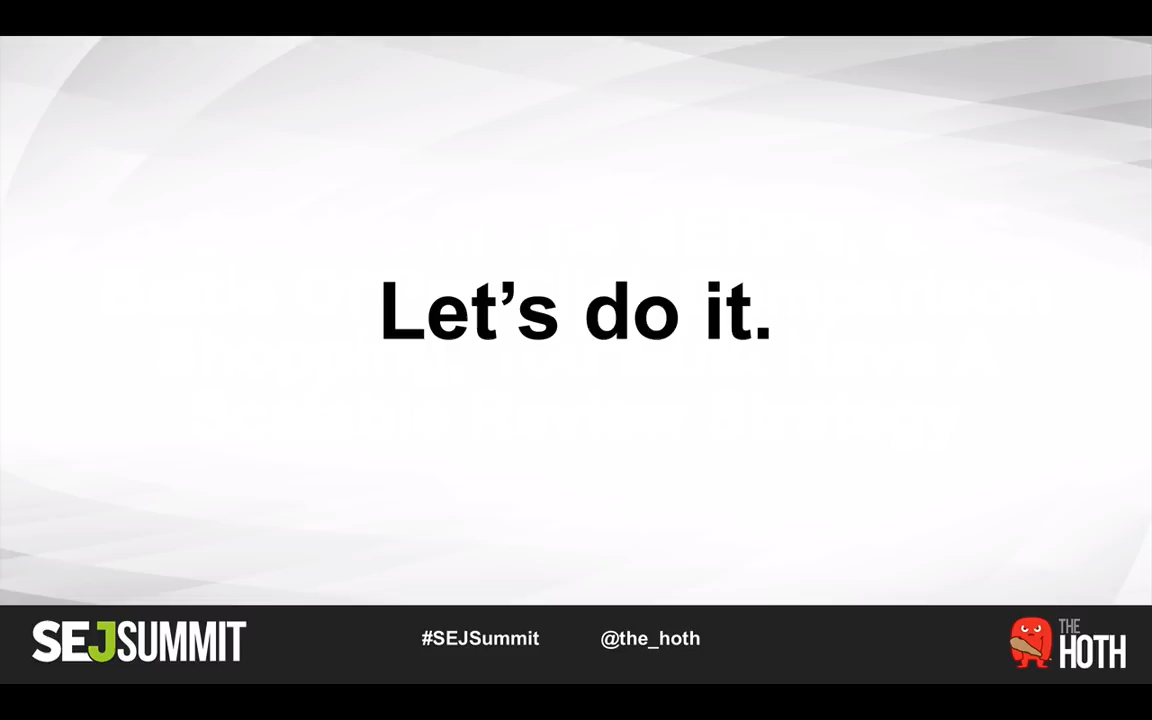 Let's do it.
SEJSUMMIT
#SEJSummit
@the_hoth
THE
HOTH